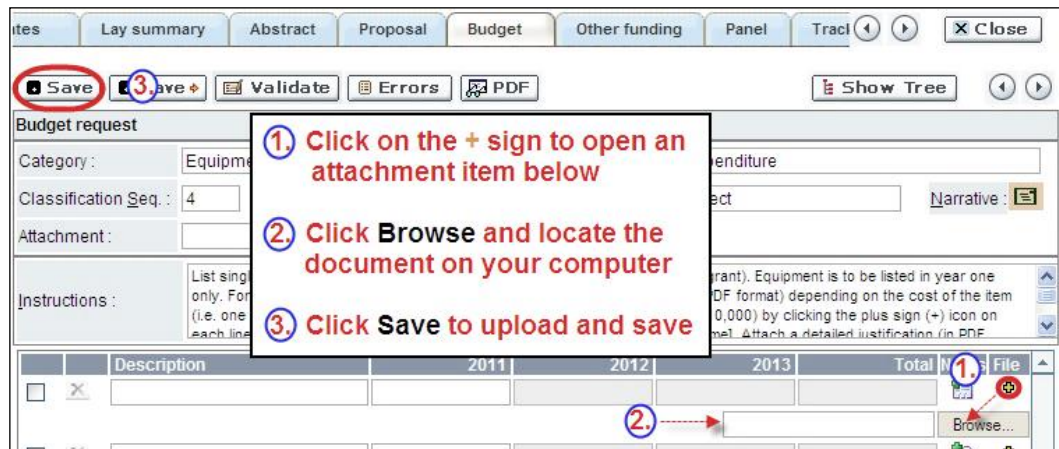 ites Lay summary Abstract Proposal Budget Other funding Panel Track Close
Save Save Validate Errors PDF Show Tree
3.
Budget request
Category : Equipme enditure
Classification Seq. : 4 ect Narrative :
Attachment :
1. Click on the + sign to open an
attachment item below
2. Click Browse and locate the
document on your computer
3. Click Save to upload and save
Instructions :
List singl rant). Equipment is to be listed in year one
only. For PDF format) depending on the cost of the item
(i.e. one 0,000) by clicking the plus sign (+) icon on
each line me]. Attach a detailed justification (in PDF
Description 2011 2012 2013 Total File
1.
2. Browse...